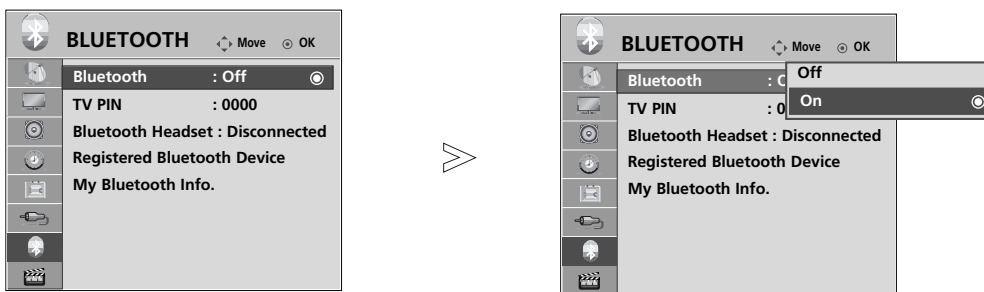 BLUETOOTH Move OK
Bluetooth : Off
TV PIN : 0000
Bluetooth Headset : Disconnected
Registered Bluetooth Device
My Bluetooth Info.
BLUETOOTH Move OK
Bluetooth : O
Off
TV PIN : 0
On
Bluetooth Headset : Disconnected
Registered Bluetooth Device
My Bluetooth Info.